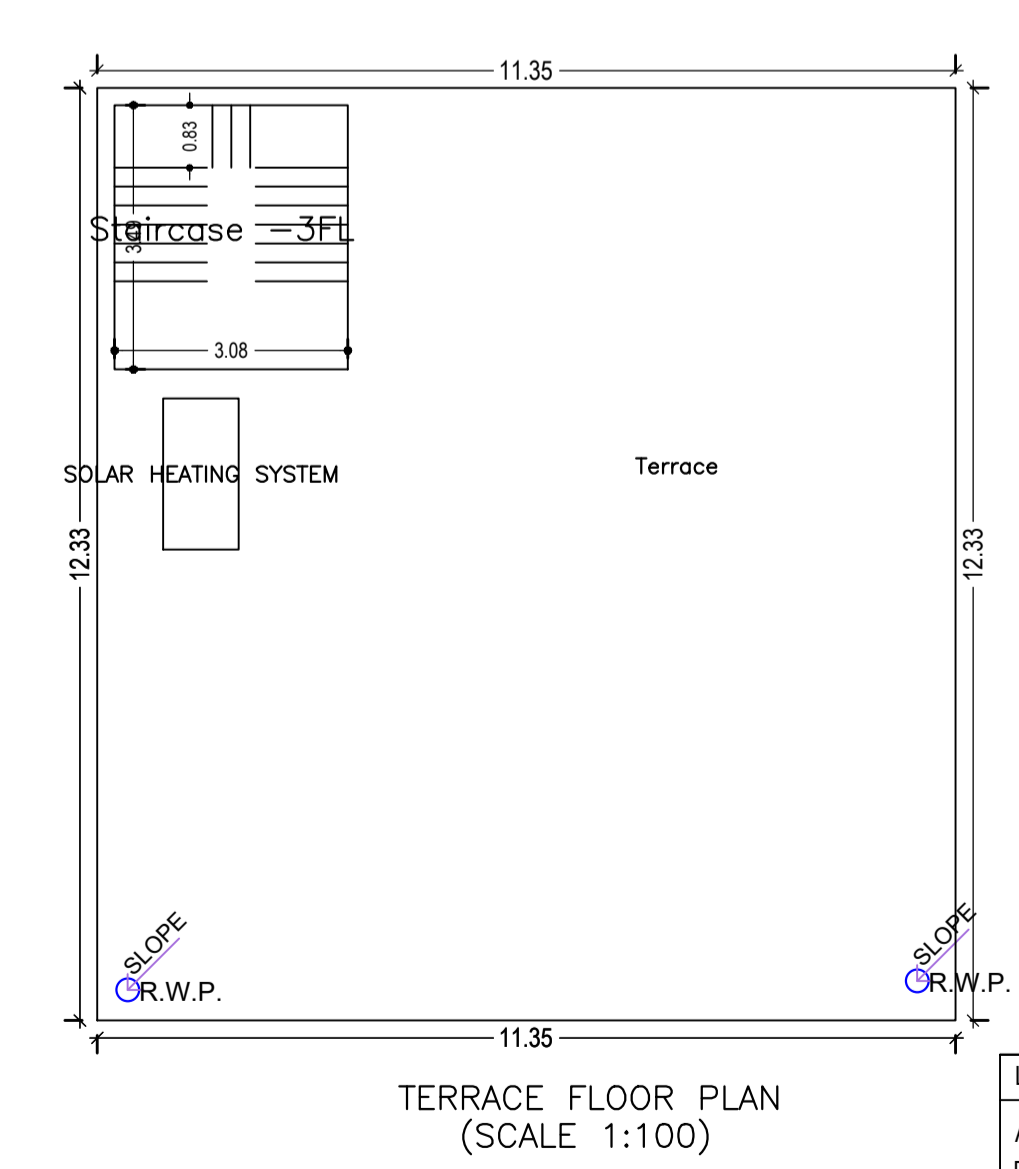 11.35
0.83
Staircase -3FL
3.08
SOLAR HEATING SYSTEM
Terrace
12.33
12.33
SLOPE
R.W.P.
SLOPE
R.W.P.
11.35
TERRACE FLOOR PLAN
(SCALE 1:100)